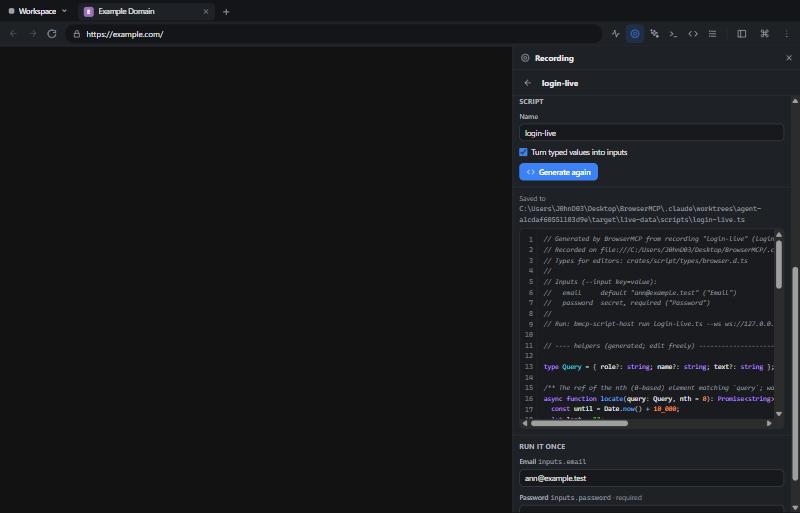 Workspace
E Example Domain
https://example.com/
Recording
login-live
SCRIPT
Name
login-live
Turn typed values into inputs
Generate again
Saved to
C:\Users\J0hnD03\Desktop\BrowserMCP\.claude\worktrees\agent-
a1cdaf60551103d9e\target\live-data\scripts\login-live.ts
1 // Generated by BrowserMCP from recording "Login-live" (Login
2 // Recorded on file:///C:/Users/J0hnD03/Desktop/BrowserMCP/.c
3 // Types for editors: crates/script/types/browser.d.ts
4 //
5 // Inputs (--input key=value):
6 // email default "ann@example.test" ("Email")
7 // password secret, required ("Password")
8 //
9 // Run: bmcp-script-host run login-live.ts --ws ws://127.0.0.
10
11 // ---- helpers (generated; edit freely) --------------------
12
13 type Query = { role?: string; name?: string; text?: string };
14
15 /** The ref of the nth (0-based) element matching `query`; wa
16 async function locate(query: Query, nth = 0): Promise<string>
17 const until = Date.now() + 10_000;
RUN IT ONCE
Email inputs.email
ann@example.test
Password inputs.password · required